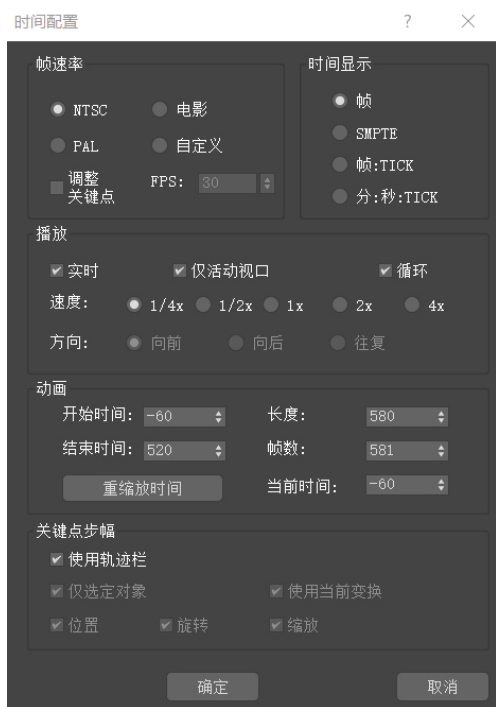 时间配置 ? ×
帧速率
NTSC 电影
PAL 自定义
调整
关键点 FPS: 30
时间显示
帧
SMPTE
帧:TICK
分:秒:TICK
播放
实时 仅活动视口 循环
速度: 1/4x 1/2x 1x 2x 4x
方向: 向前 向后 往复
动画
开始时间: -60 长度: 580
结束时间: 520 帧数: 581
重缩放时间 当前时间: -60
关键点步幅
使用轨迹栏
仅选定对象 使用当前变换
位置 旋转 缩放
确定 取消